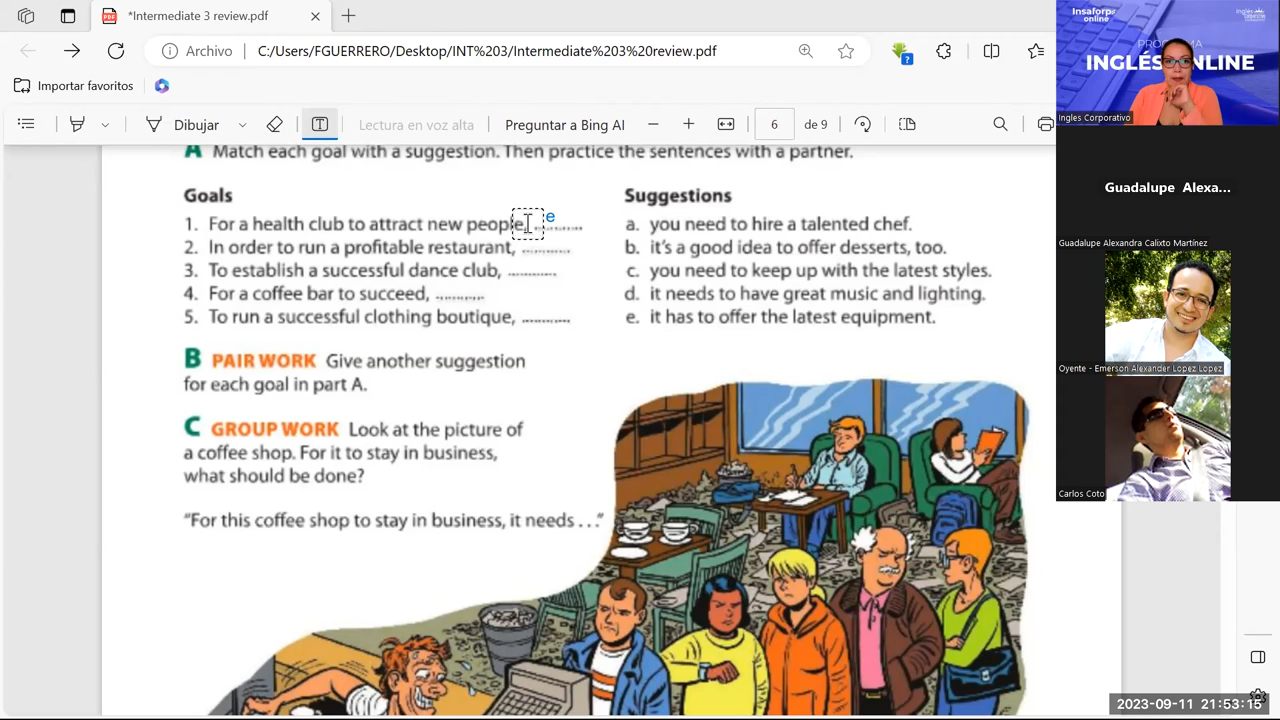 *Intermediate 3 review.pdf
Archivo
C:/Users/FGUERRERO/Desktop/INT%203/Intermediate%203%20review.pdf
Importar favoritos
Dibujar
Lectura en voz alta
Preguntar a Bing AI
6
de 9
A Match each goal with a suggestion. Then practice the sentences with a partner.
Goals
1. For a health club to attract new people, e
2. In order to run a profitable restaurant,
3. To establish a successful dance club,
4. For a coffee bar to succeed,
5. To run a successful clothing boutique,
Suggestions
a. you need to hire a talented chef.
b. it's a good idea to offer desserts, too.
c. you need to keep up with the latest styles.
d. it needs to have great music and lighting.
e. it has to offer the latest equipment.
B PAIR WORK Give another suggestion
for each goal in part A.
C GROUP WORK Look at the picture of
a coffee shop. For it to stay in business,
what should be done?
"For this coffee shop to stay in business, it needs . . ."
Insaforp
online
Inglés
Corporativo
INGLÉS ONLINE
Ingles Corporativo
Guadalupe Alexa...
Guadalupe Alexandra Calixto Martínez
Oyente - Emerson Alexander Lopez Lopez
Carlos Coto
2023-09-11 21:53:15